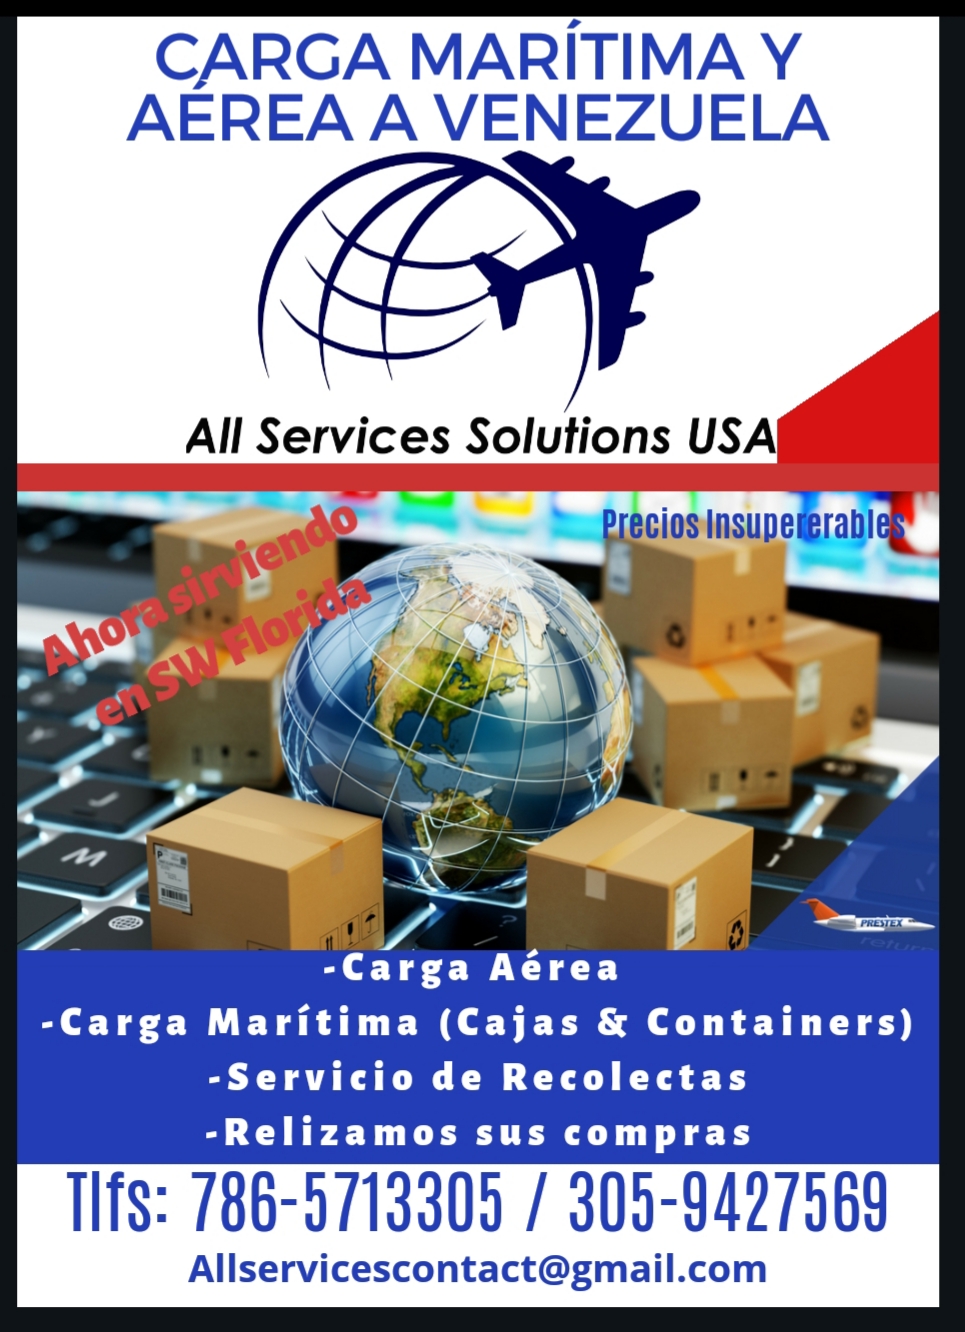 CARGA MARÍTIMA Y
AÉREA A VENEZUELA
All Services Solutions USA
Ahora sirviendo
en SW Florida
Precios Insupererables
M
P
PRESTEX
return
-Carga Aérea
-Carga Marítima (Cajas & Containers)
-Servicio de Recolectas
-Relizamos sus compras
Tlfs: 786-5713305 / 305-9427569
Allservicescontact@gmail.com